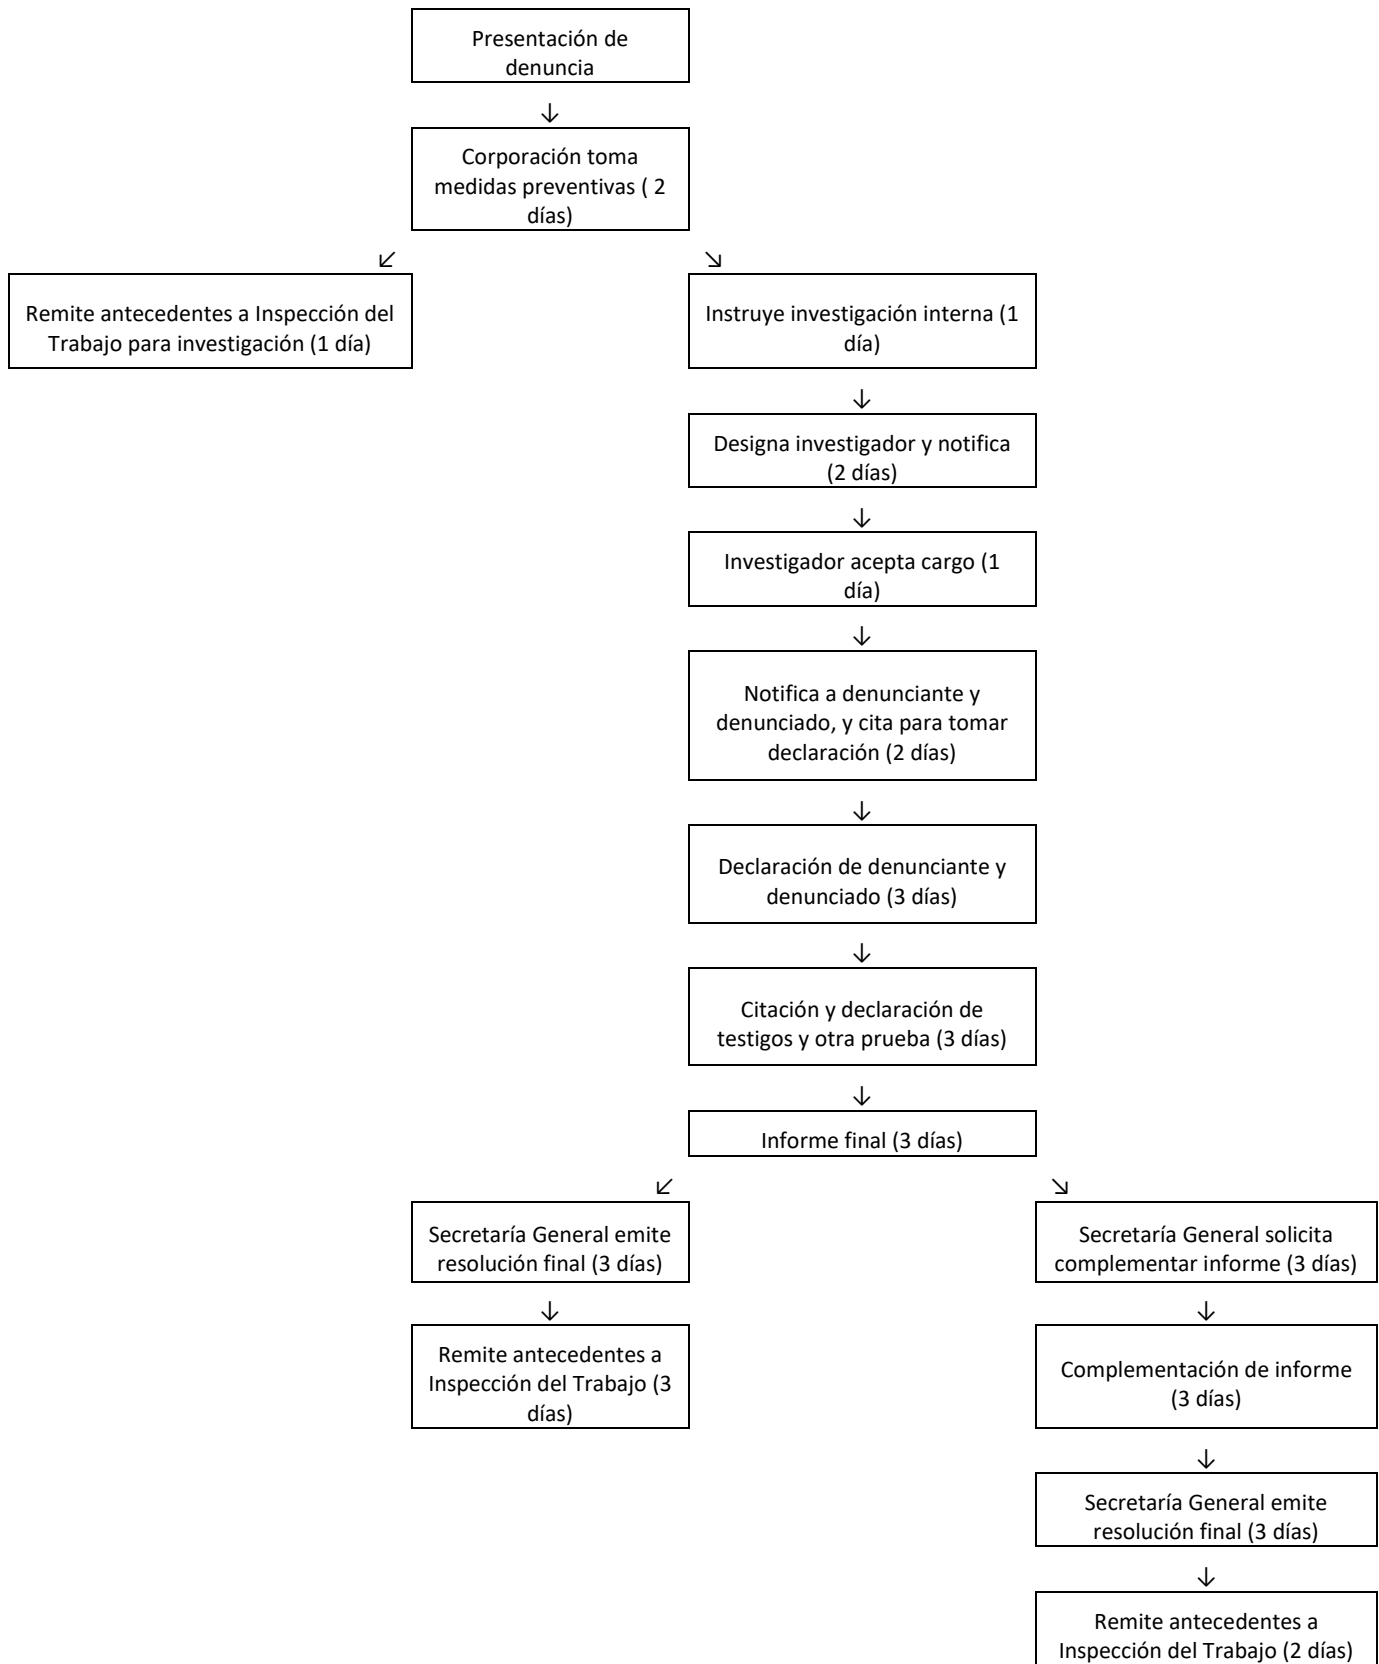 Presentación de
denuncia
↓
Corporación toma
medidas preventivas ( 2
días)
↙ ↘
Remite antecedentes a Inspección del
Trabajo para investigación (1 día)
Instruye investigación interna (1
día)
↓
Designa investigador y notifica
(2 días)
↓
Investigador acepta cargo (1
día)
↓
Notifica a denunciante y
denunciado, y cita para tomar
declaración (2 días)
↓
Declaración de denunciante y
denunciado (3 días)
↓
Citación y declaración de
testigos y otra prueba (3 días)
↓
Informe final (3 días)
↙ ↘
Secretaría General emite
resolución final (3 días)
↓
Remite antecedentes a
Inspección del Trabajo (3
días)
Secretaría General solicita
complementar informe (3 días)
↓
Complementación de informe
(3 días)
↓
Secretaría General emite
resolución final (3 días)
↓
Remite antecedentes a
Inspección del Trabajo (2 días)